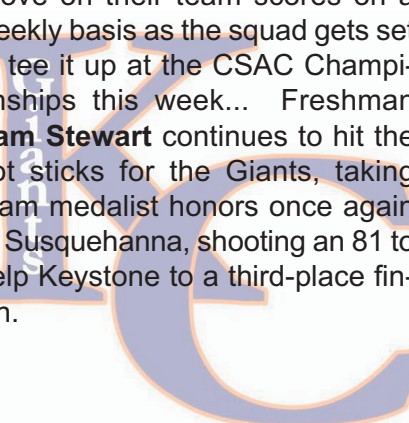 ove on their team scores on a
eekly basis as the squad gets set
tee it up at the CSAC Champi-
nships this week... Freshman
am Stewart continues to hit the
ot sticks for the Giants, taking
am medalist honors once again
Susquehanna, shooting an 81 to
elp Keystone to a third-place fin-
h.
Giants
KC